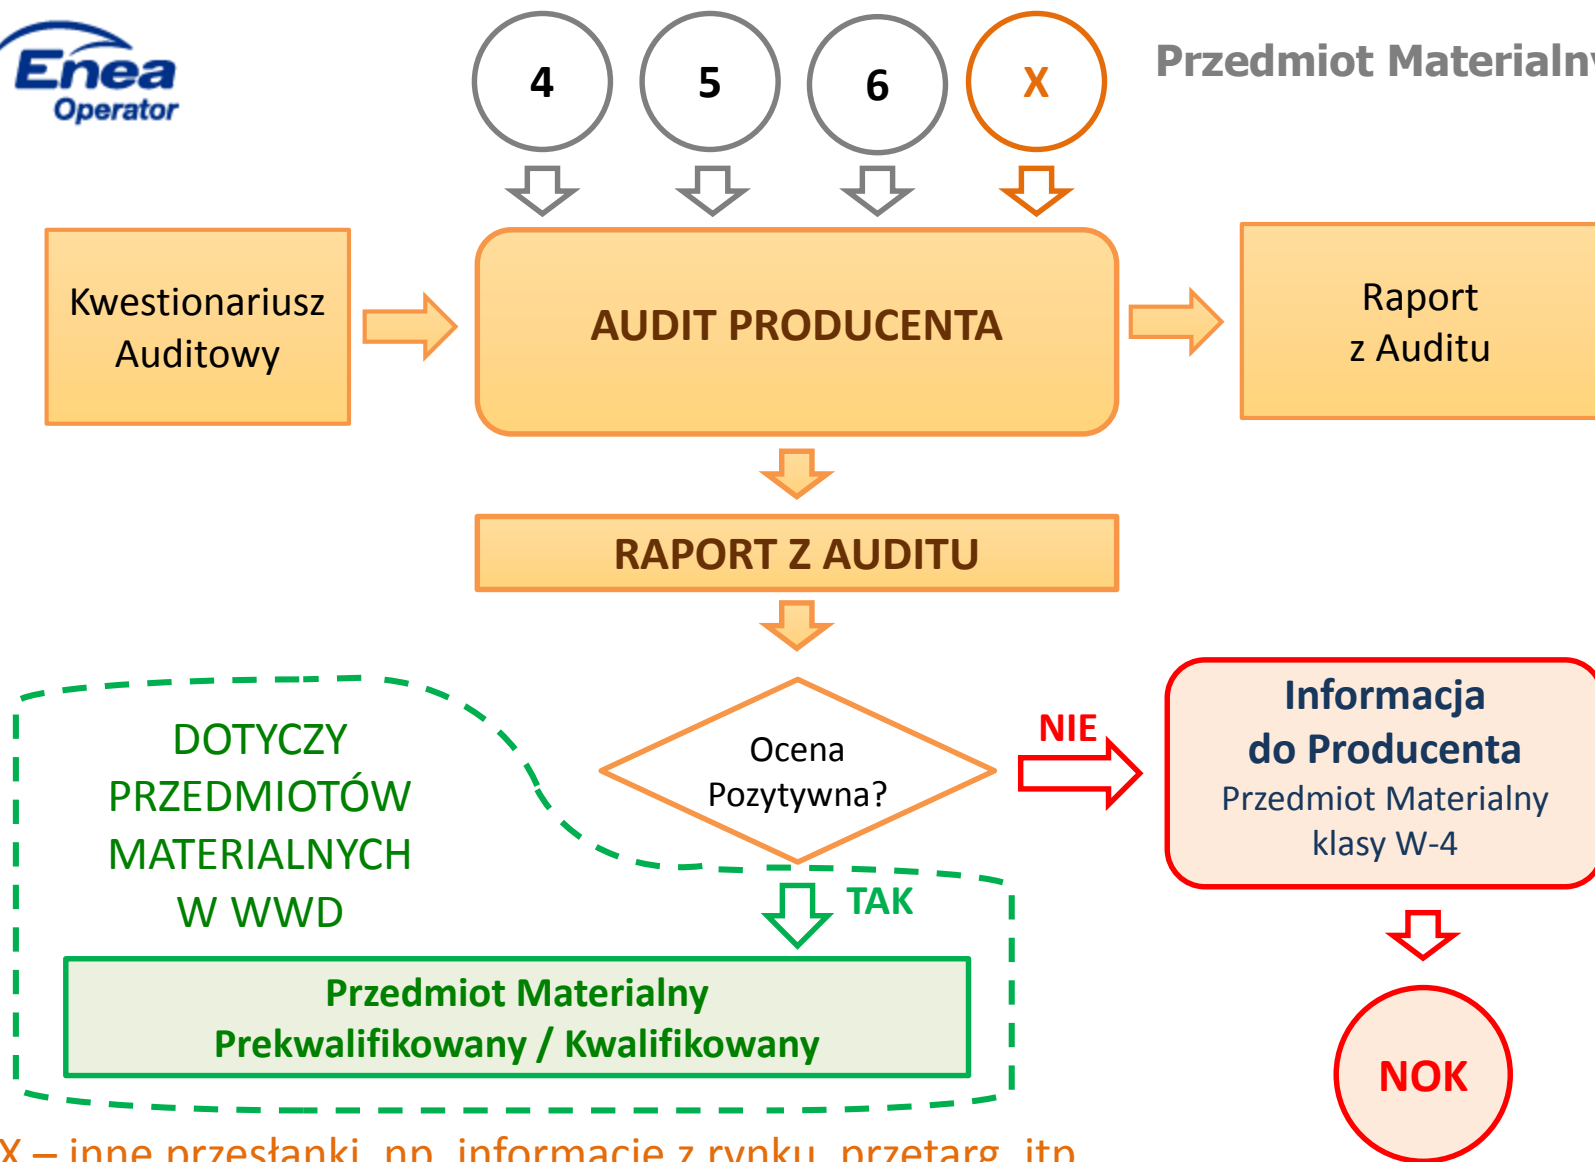 Enea
Operator
4
5
6
X
Przedmiot Materialny
Kwestionariusz
Auditowy
AUDIT PRODUCENTA
Raport
z Auditu
RAPORT Z AUDITU
DOTYCZY
PRZEDMIOTÓW
MATERIALNYCH
W WWD
Ocena
Pozytywna?
NIE
Informacja
do Producenta
Przedmiot Materialny
klasy W-4
TAK
Przedmiot Materialny
Prekwalifikowany / Kwalifikowany
NOK
X – inne przesłanki, np. informacje z rynku, przetarg, itp.